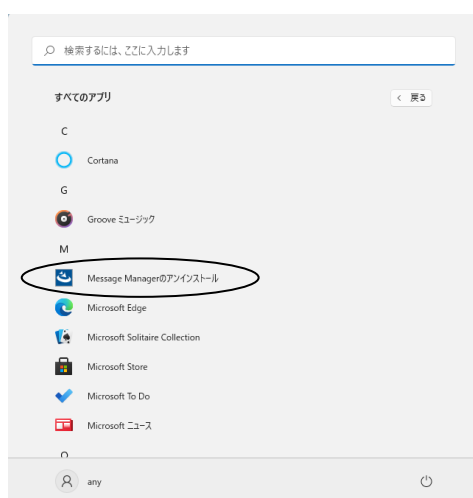 検索するには、ここに入力します
すべてのアプリ
< 戻る
C
Cortana
G
Groove ミュージック
M
Message Managerのアンインストール
Microsoft Edge
Microsoft Solitaire Collection
Microsoft Store
Microsoft To Do
Microsoft ニュース
any